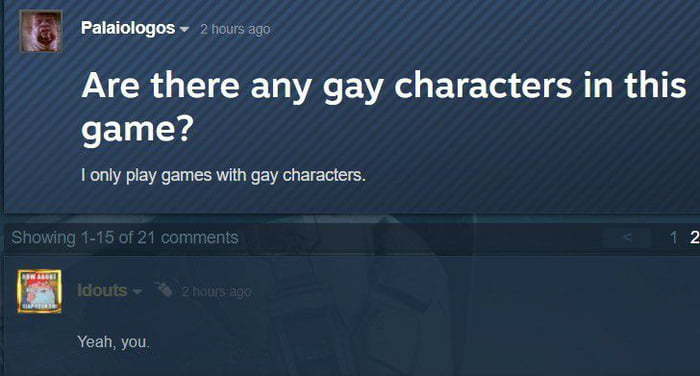 Palaiologos 2 hours ago
Are there any gay characters in this
game?
I only play games with gay characters.
Showing 1-15 of 21 comments
< 1 2
Idouts 2 hours ago
Yeah, you.